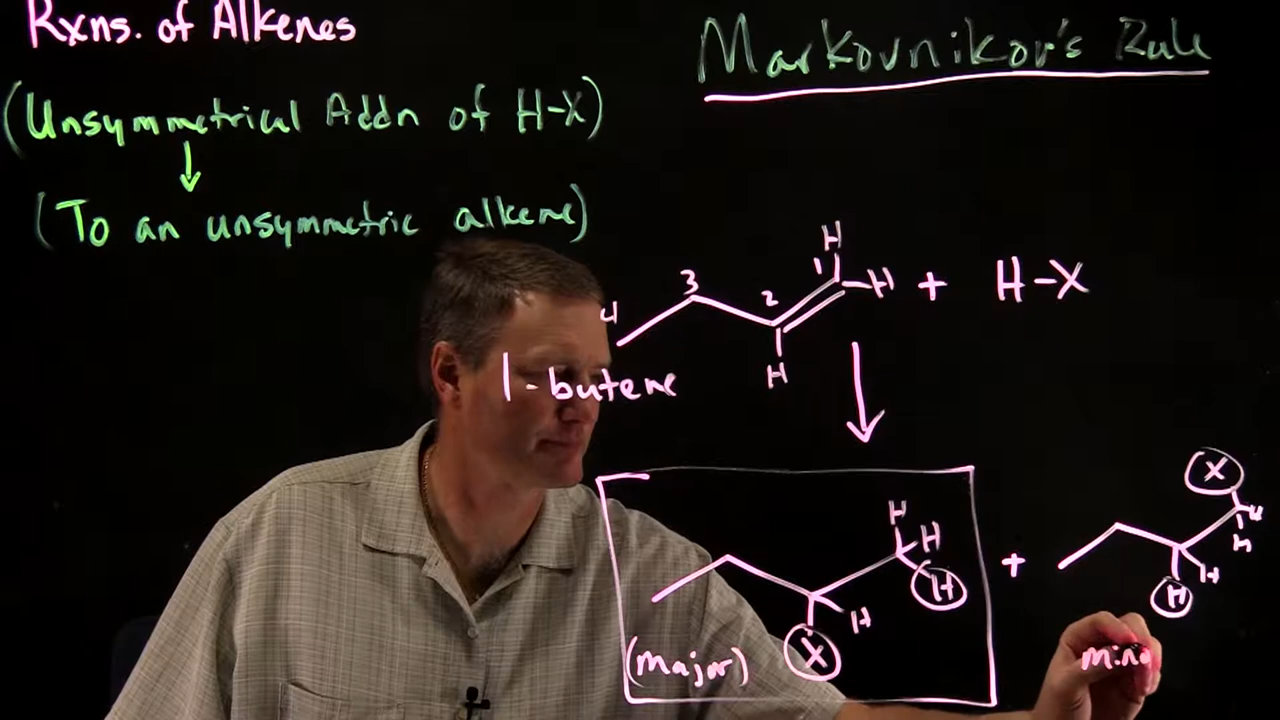 Rxns. of Alkenes
Markovnikov's Rule
(Unsymmetrical Addn of H-X)
(To an unsymmetric alkene)
H
4 3 2 1 H + H-X
H
1-butene
X
H H H
H H
+
H H
X H
(major)
mino